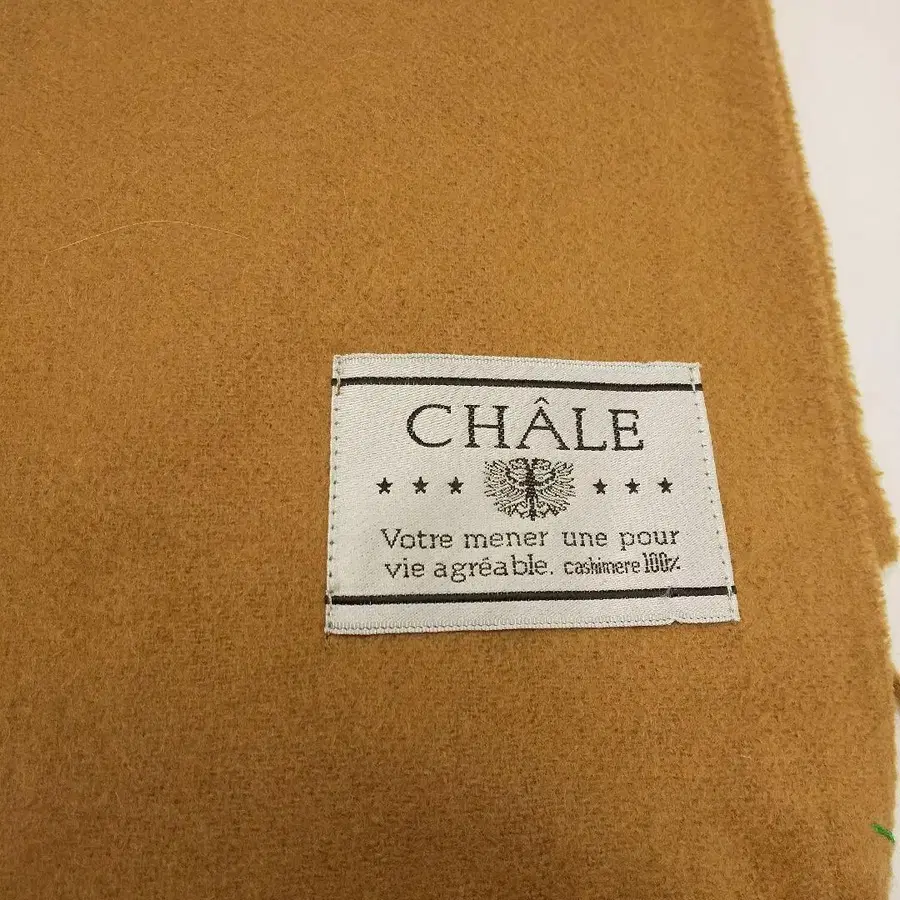 CHÂLE
Votre mener une pour
vie agréable. cashimere 100%